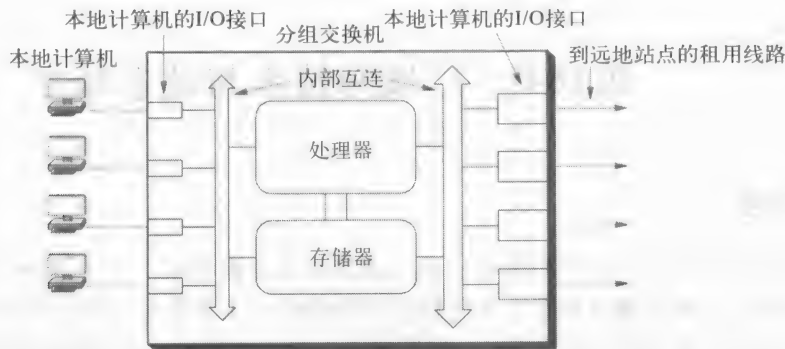 本地计算机的I/O接口
本地计算机的I/O接口
分组交换机
到远地站点的租用线路
本地计算机
内部互连
处理器
存储器